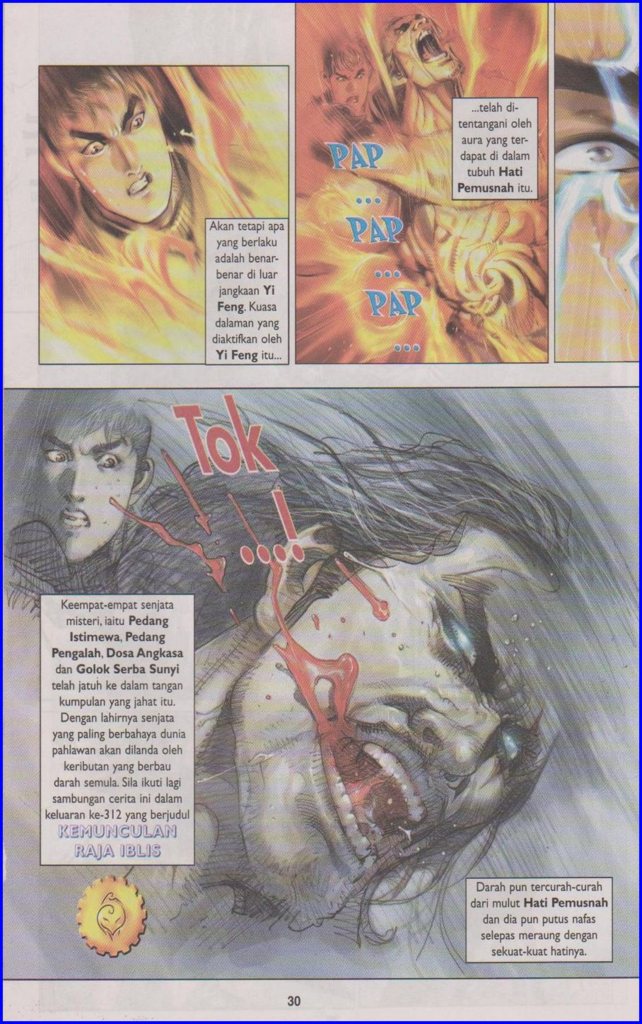 Akan tetapi apa
yang berlaku
adalah benar-
benar di luar
jangkaan Yi
Feng. Kuasa
dalaman yang
diaktifkan oleh
Yi Feng itu...
...telah di-
tentangani oleh
aura yang ter-
dapat di dalam
tubuh Hati
Pemusnah itu.
PAP
...
PAP
...
PAP
...
Tok
....!
Keempat-empat senjata
misteri, iaitu Pedang
Istimewa, Pedang
Pengalah, Dosa Angkasa
dan Golok Serba Sunyi
telah jatuh ke dalam tangan
kumpulan yang jahat itu.
Dengan lahirnya senjata
yang paling berbahaya dunia
pahlawan akan dilanda oleh
keributan yang berbau
darah semula. Sila ikuti lagi
sambungan cerita ini dalam
keluaran ke-312 yang berjudul
KEMUNCULAN
RAJA IBLIS
Darah pun tercurah-curah
dari mulut Hati Pemusnah
dan dia pun putus nafas
selepas meraung dengan
sekuat-kuat hatinya.
30